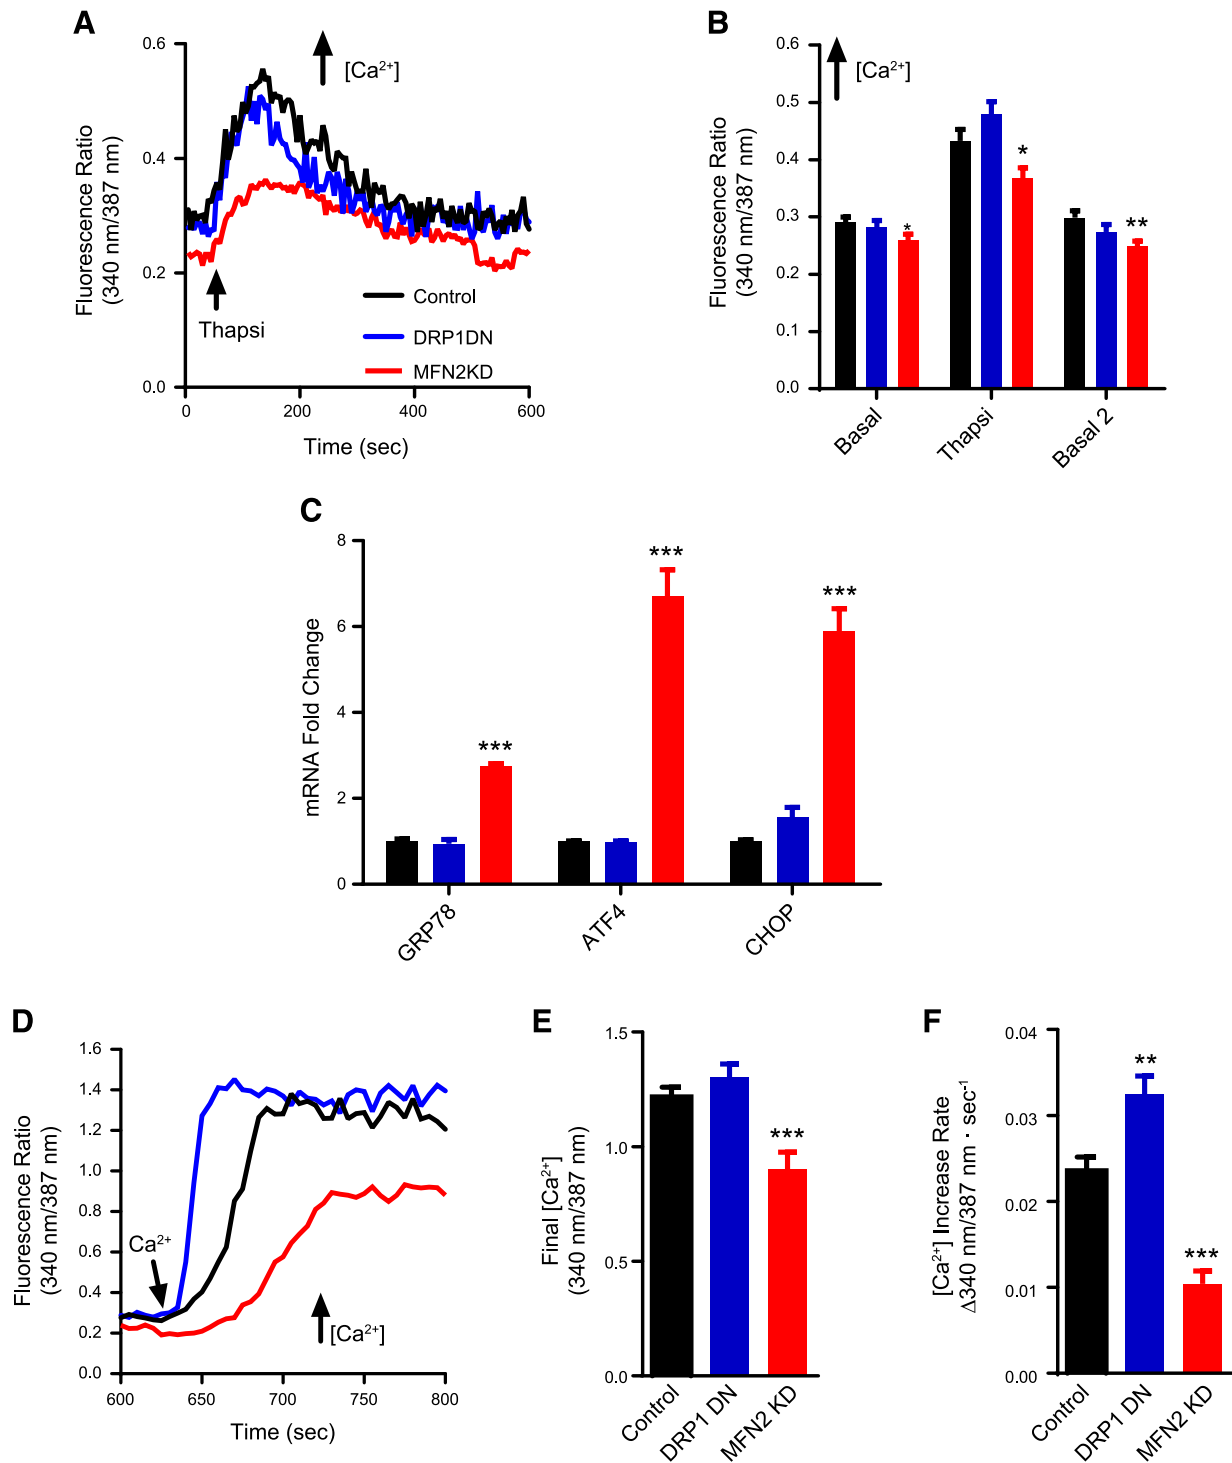 A
0.6
0.4
0.2
0.0
Fluorescence Ratio
(340 nm/387 nm)
[Ca²⁺]
Thapsi
Control
DRP1DN
MFN2KD
0
200
400
600
Time (sec)
B
0.6
0.5
0.4
0.3
0.2
0.1
0.0
Fluorescence Ratio
(340 nm/387 nm)
[Ca²⁺]
*
*
**
Basal
Thapsi
Basal 2
C
8
6
4
2
0
mRNA Fold Change
***
***
***
GRP78
ATF4
CHOP
D
1.6
1.4
1.2
1.0
0.8
0.6
0.4
0.2
0.0
Fluorescence Ratio
(340 nm/387 nm)
Ca²⁺
[Ca²⁺]
600
650
700
750
800
Time (sec)
E
1.5
1.0
0.5
0.0
Final [Ca²⁺]
(340 nm/387 nm)
***
Control
DRP1 DN
MFN2 KD
F
0.04
0.03
0.02
0.01
0.00
[Ca²⁺] Increase Rate
Δ340 nm/387 nm · sec⁻¹
**
***
Control
DRP1 DN
MFN2 KD